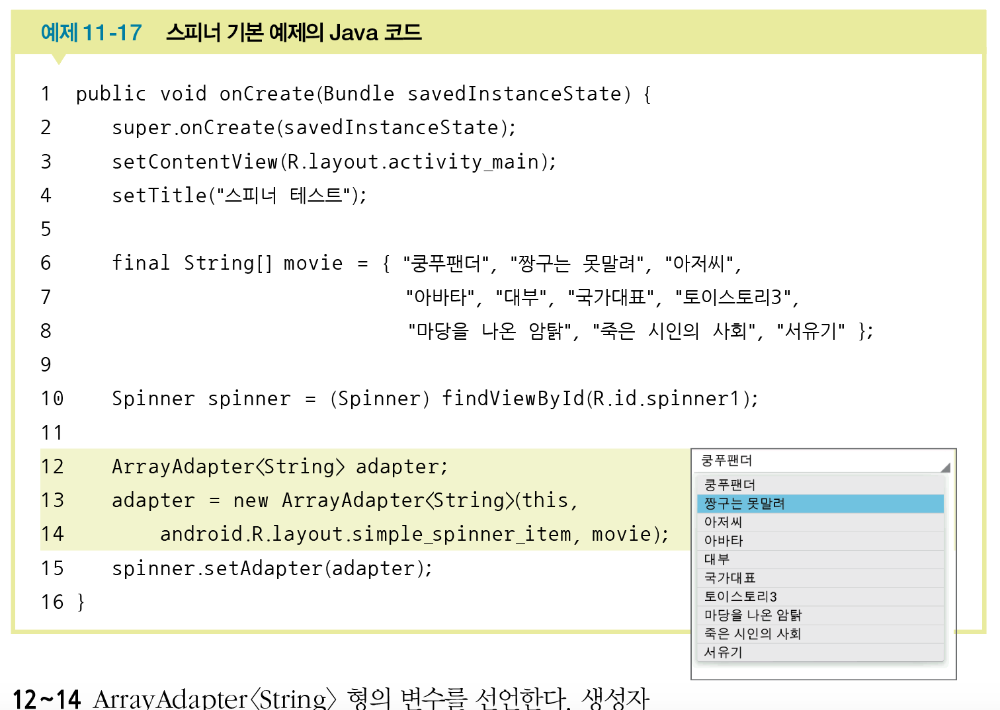 예제 11-17 스피너 기본 예제의 Java 코드
1 public void onCreate(Bundle savedInstanceState) {
2 super.onCreate(savedInstanceState);
3 setContentView(R.layout.activity_main);
4 setTitle("스피너 테스트");
5
6 final String[] movie = { "쿵푸팬더", "짱구는 못말려", "아저씨",
7 "아바타", "대부", "국가대표", "토이스토리3",
8 "마당을 나온 암탉", "죽은 시인의 사회", "서유기" };
9
10 Spinner spinner = (Spinner) findViewById(R.id.spinner1);
11
12 ArrayAdapter<String> adapter;
13 adapter = new ArrayAdapter<String>(this,
14 android.R.layout.simple_spinner_item, movie);
15 spinner.setAdapter(adapter);
16 }
쿵푸팬더
쿵푸팬더
짱구는 못말려
아저씨
아바타
대부
국가대표
토이스토리3
마당을 나온 암탉
죽은 시인의 사회
서유기
12~14 ArrayAdapter<String> 형의 변수를 선언한다. 생성자